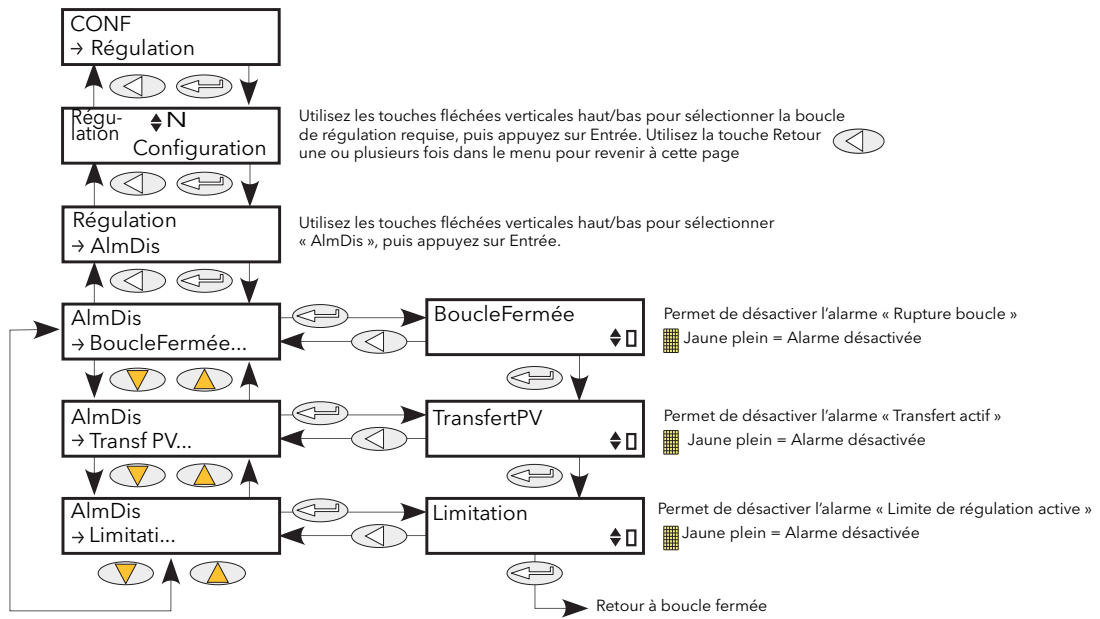 CONF
→ Régulation
Régu-
lation
N
Configuration
Utilisez les touches fléchées verticales haut/bas pour sélectionner la boucle
de régulation requise, puis appuyez sur Entrée. Utilisez la touche Retour
une ou plusieurs fois dans le menu pour revenir à cette page
Régulation
→ AlmDis
Utilisez les touches fléchées verticales haut/bas pour sélectionner
« AlmDis », puis appuyez sur Entrée.
AlmDis
→ BoucleFermée...
BoucleFermée
Permet de désactiver l'alarme « Rupture boucle »
Jaune plein = Alarme désactivée
AlmDis
→ Transf PV...
TransfertPV
Permet de désactiver l'alarme « Transfert actif »
Jaune plein = Alarme désactivée
AlmDis
→ Limitati...
Limitation
Permet de désactiver l'alarme « Limite de régulation active »
Jaune plein = Alarme désactivée
Retour à boucle fermée